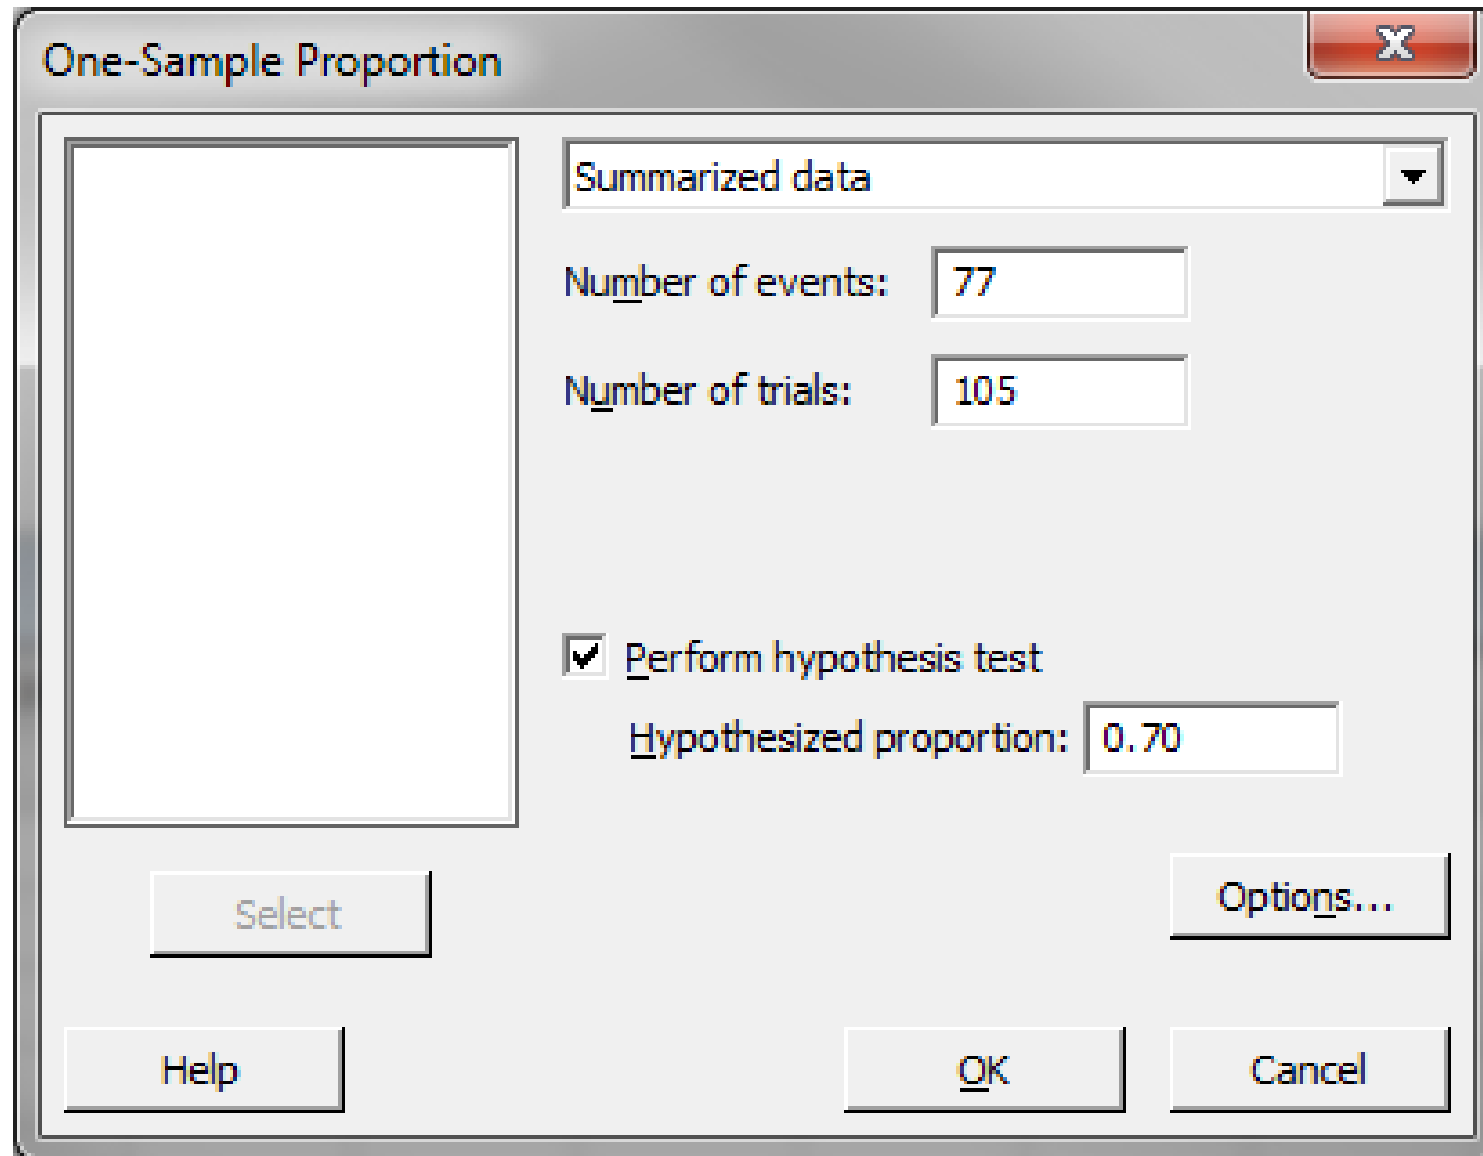 One-Sample Proportion
Summarized data
Number of events: 77
Number of trials: 105
Perform hypothesis test
Hypothesized proportion: 0.70
Select
Options...
Help
OK
Cancel